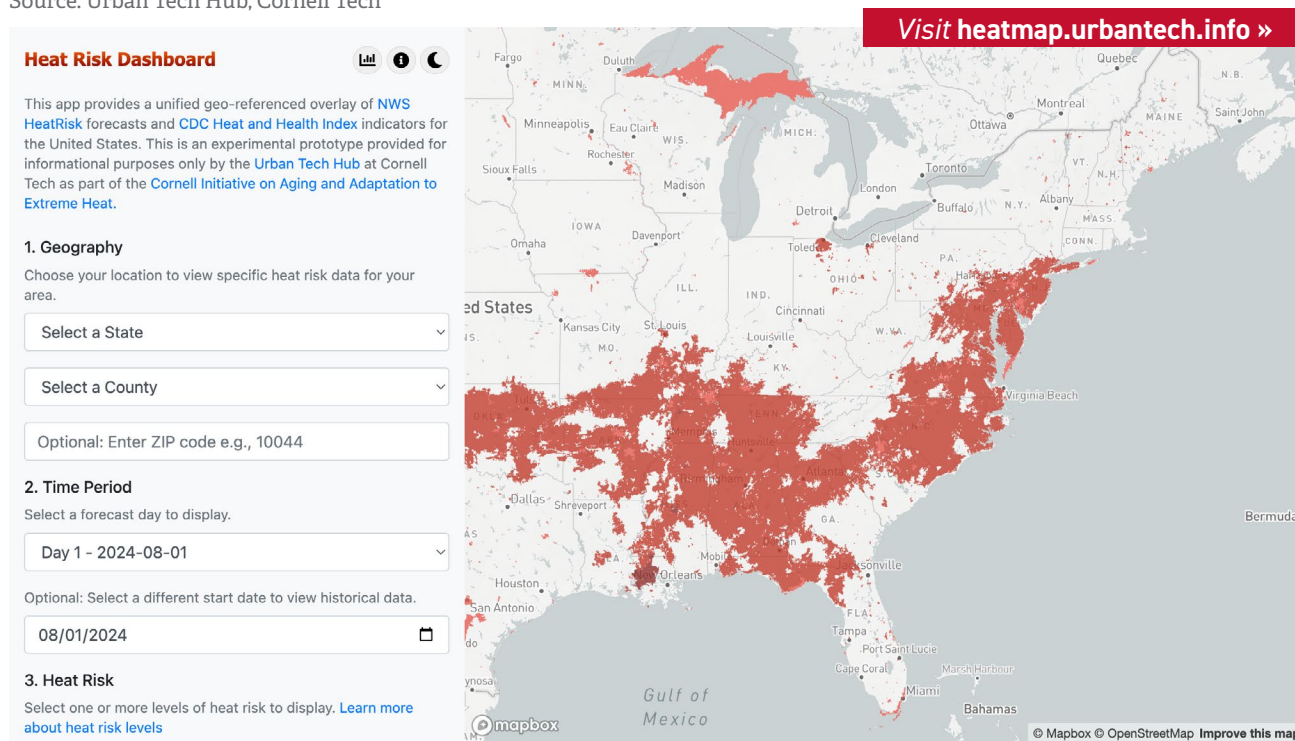 Source: Urban Tech Hub, Cornell Tech
Visit heatmap.urbantech.info »
Heat Risk Dashboard
This app provides a unified geo-referenced overlay of NWS
HeatRisk forecasts and CDC Heat and Health Index indicators for
the United States. This is an experimental prototype provided for
informational purposes only by the Urban Tech Hub at Cornell
Tech as part of the Cornell Initiative on Aging and Adaptation to
Extreme Heat.
1. Geography
Choose your location to view specific heat risk data for your
area.
Select a State
Select a County
Optional: Enter ZIP code e.g., 10044
2. Time Period
Select a forecast day to display.
Day 1 - 2024-08-01
Optional: Select a different start date to view historical data.
08/01/2024
3. Heat Risk
Select one or more levels of heat risk to display. Learn more
about heat risk levels
Fargo
Duluth
Quebec
N.B.
MINN.
Montreal
MAINE
Saint John
Ottawa
Minneapolis
Eau Claire
WIS.
MICH.
Rochester
VT.
Sioux Falls
Toronto
N.H.
Madison
London
Albany
Detroit
Buffalo
N.Y.
MASS.
IOWA
Davenport
Cleveland
CONN.
Omaha
Toledo
PA.
OHIO
ILL.
IND.
ed States
Cincinnati
Kansas City
St. Louis
W.VA.
Louisville
MO.
KY.
Virginia Beach
TENN.
OKLA.
N.C.
Memphis
Huntsville
Atlanta
Birmingham
Dallas
Shreveport
GA.
Bermuda
LA.
Mobi
Jacksonville
Houston
New Orleans
San Antonio
FLA.
Tampa
Port Saint Lucie
Cape Coral
Marsh Harbour
Gulf of
Mexico
Miami
Bahamas
mapbox
© Mapbox © OpenStreetMap Improve this map